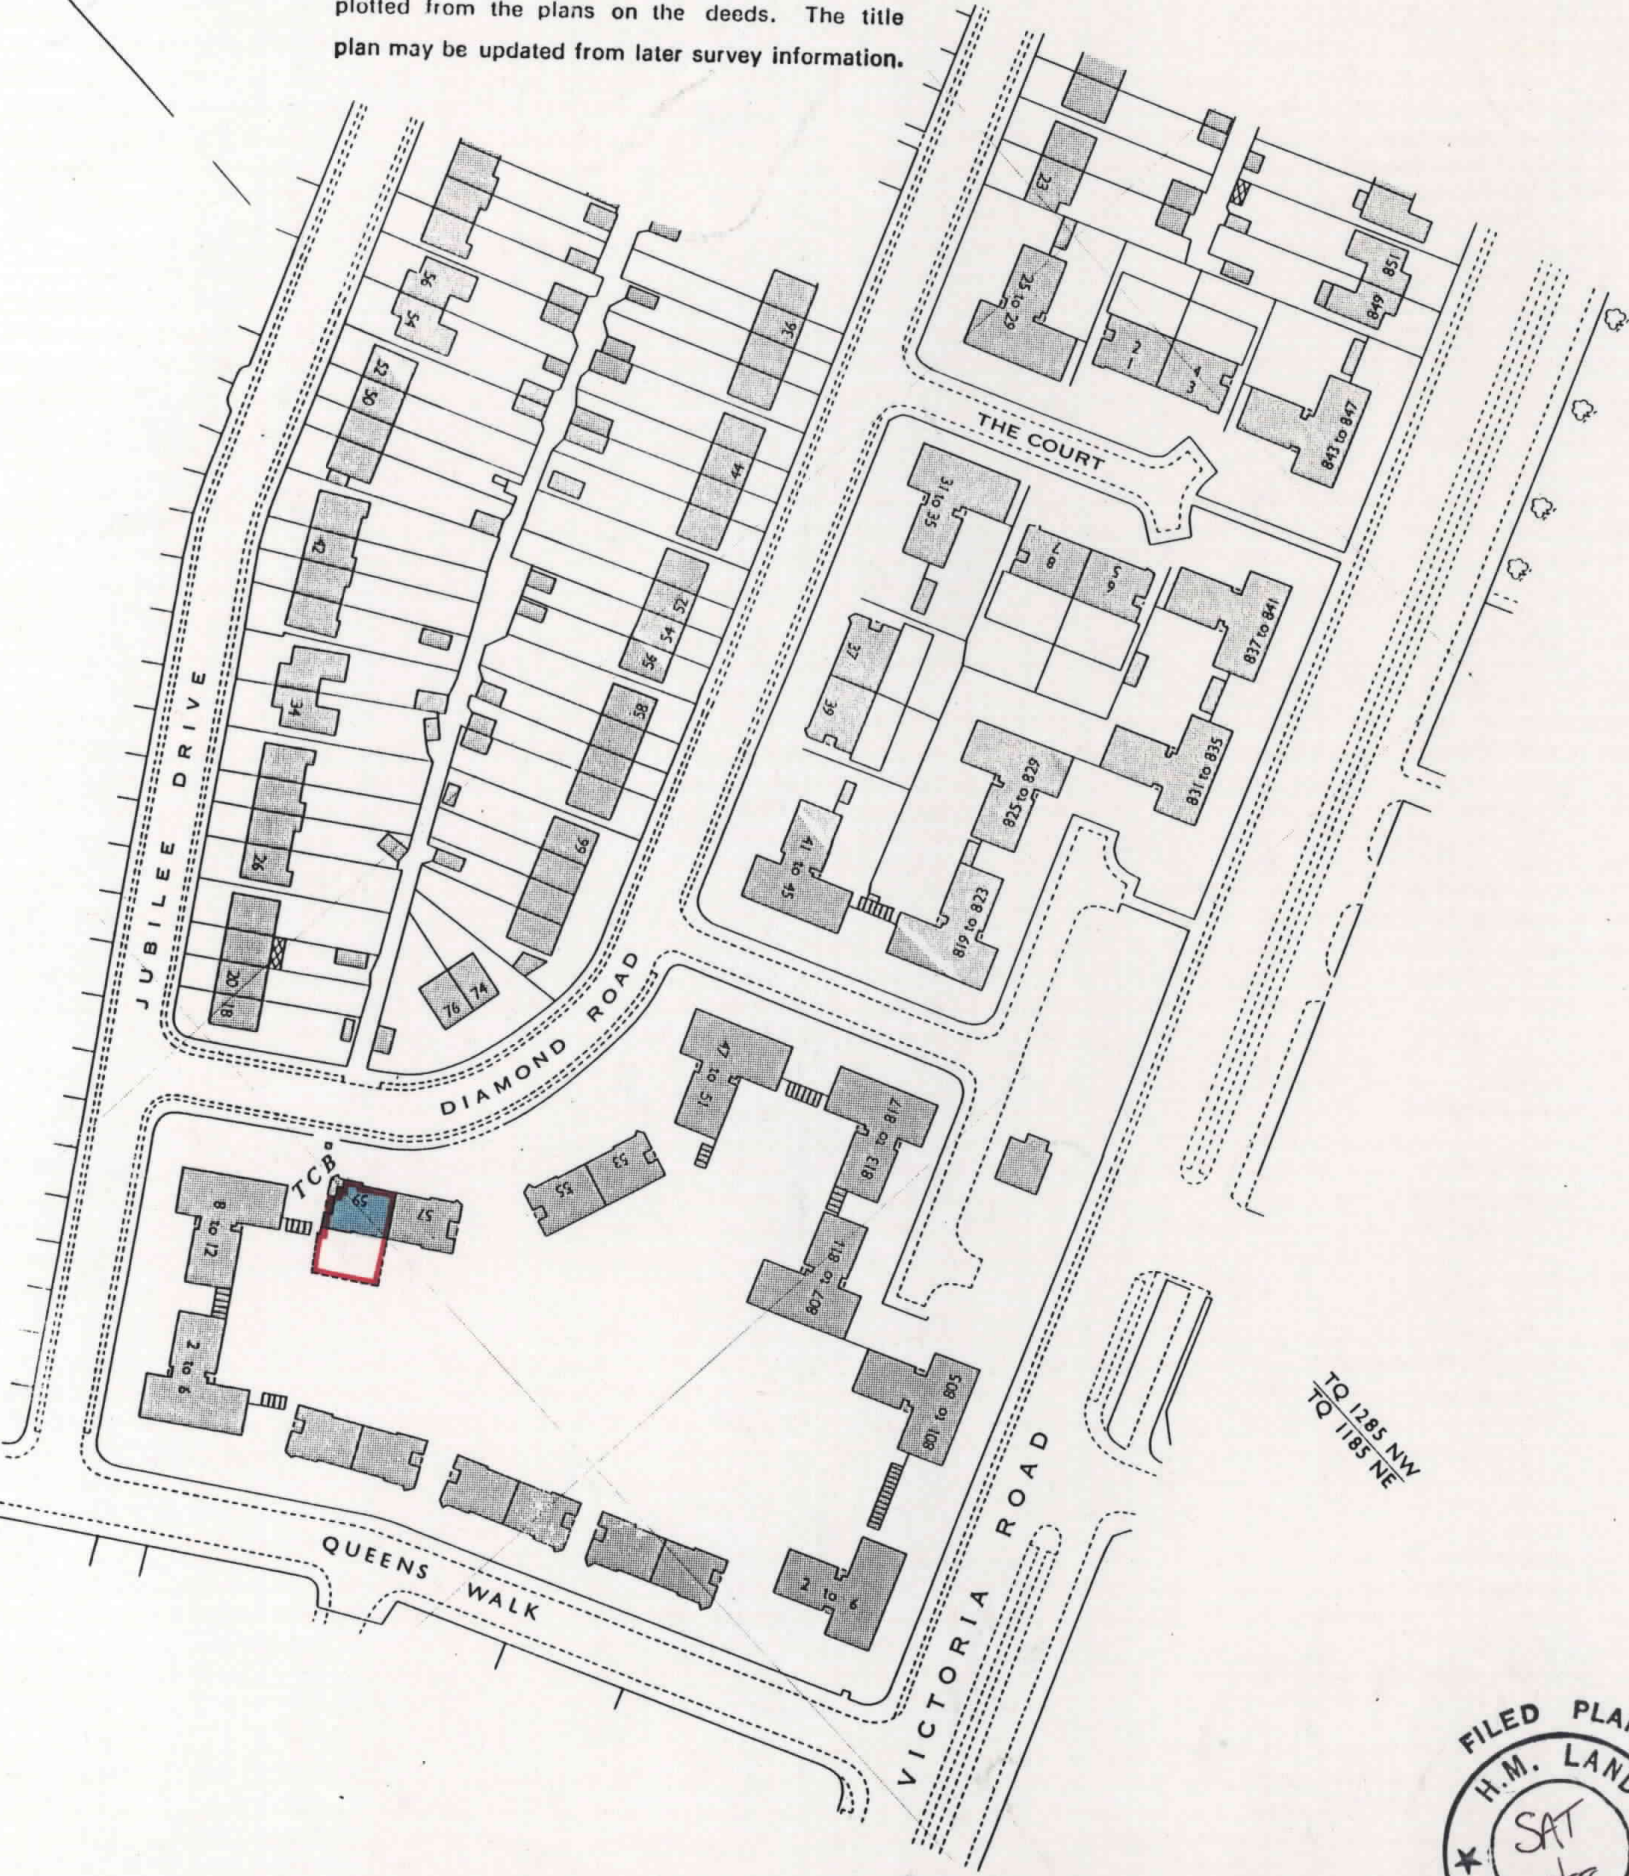 plotted from the plans on the deeds. The title
plan may be updated from later survey information.
23
25 to 29
2
1
4
3
851
849
843 to 847
THE COURT
56
54
52
50
42
34
26
20
18
36
44
52
54
56
58
66
76
74
31 to 35
7
8
5
6
837 to 841
37
39
831 to 835
825 to 829
41 to 45
819 to 823
JUBILEE DRIVE
DIAMOND ROAD
47 to 51
817
813 to
53
55
TCB
59
57
8 to 12
2 to 6
807 to 811
801 to 805
2 to 6
QUEENS WALK
VICTORIA ROAD
TQ 1285 NW
TQ 1185 NE
FILED
H.M.
SAT